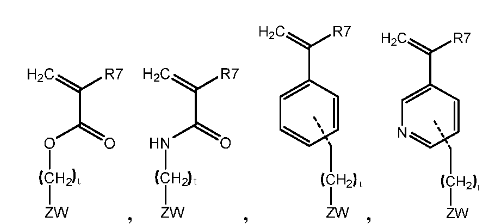 H2C R7
H2C R7
H2C R7
H2C R7
O O
HN O
N
(CH2)t
(CH2)t
(CH2)t
(CH2)t
ZW ,
ZW ,
ZW ,
ZW